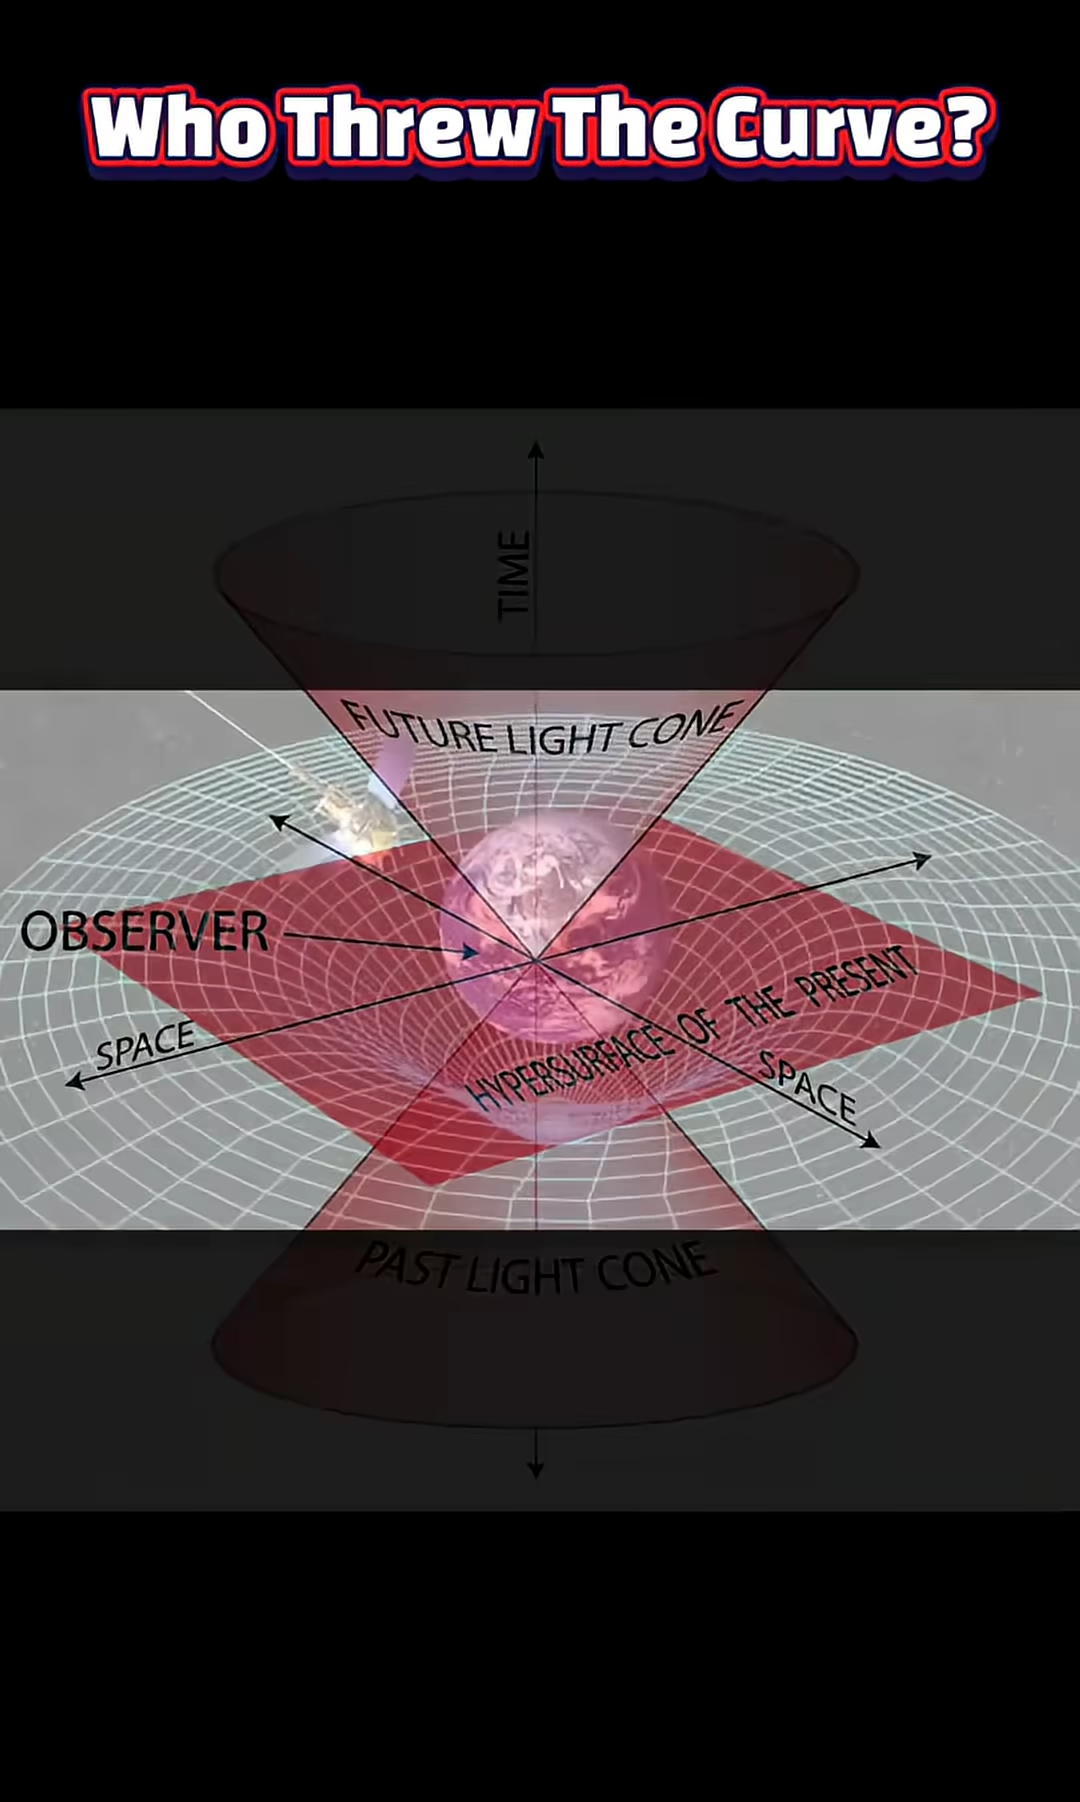 Who Threw The Curve?
TIME
FUTURE LIGHT CONE
OBSERVER
SPACE
HYPERSURFACE OF THE PRESENT
SPACE
PAST LIGHT CONE